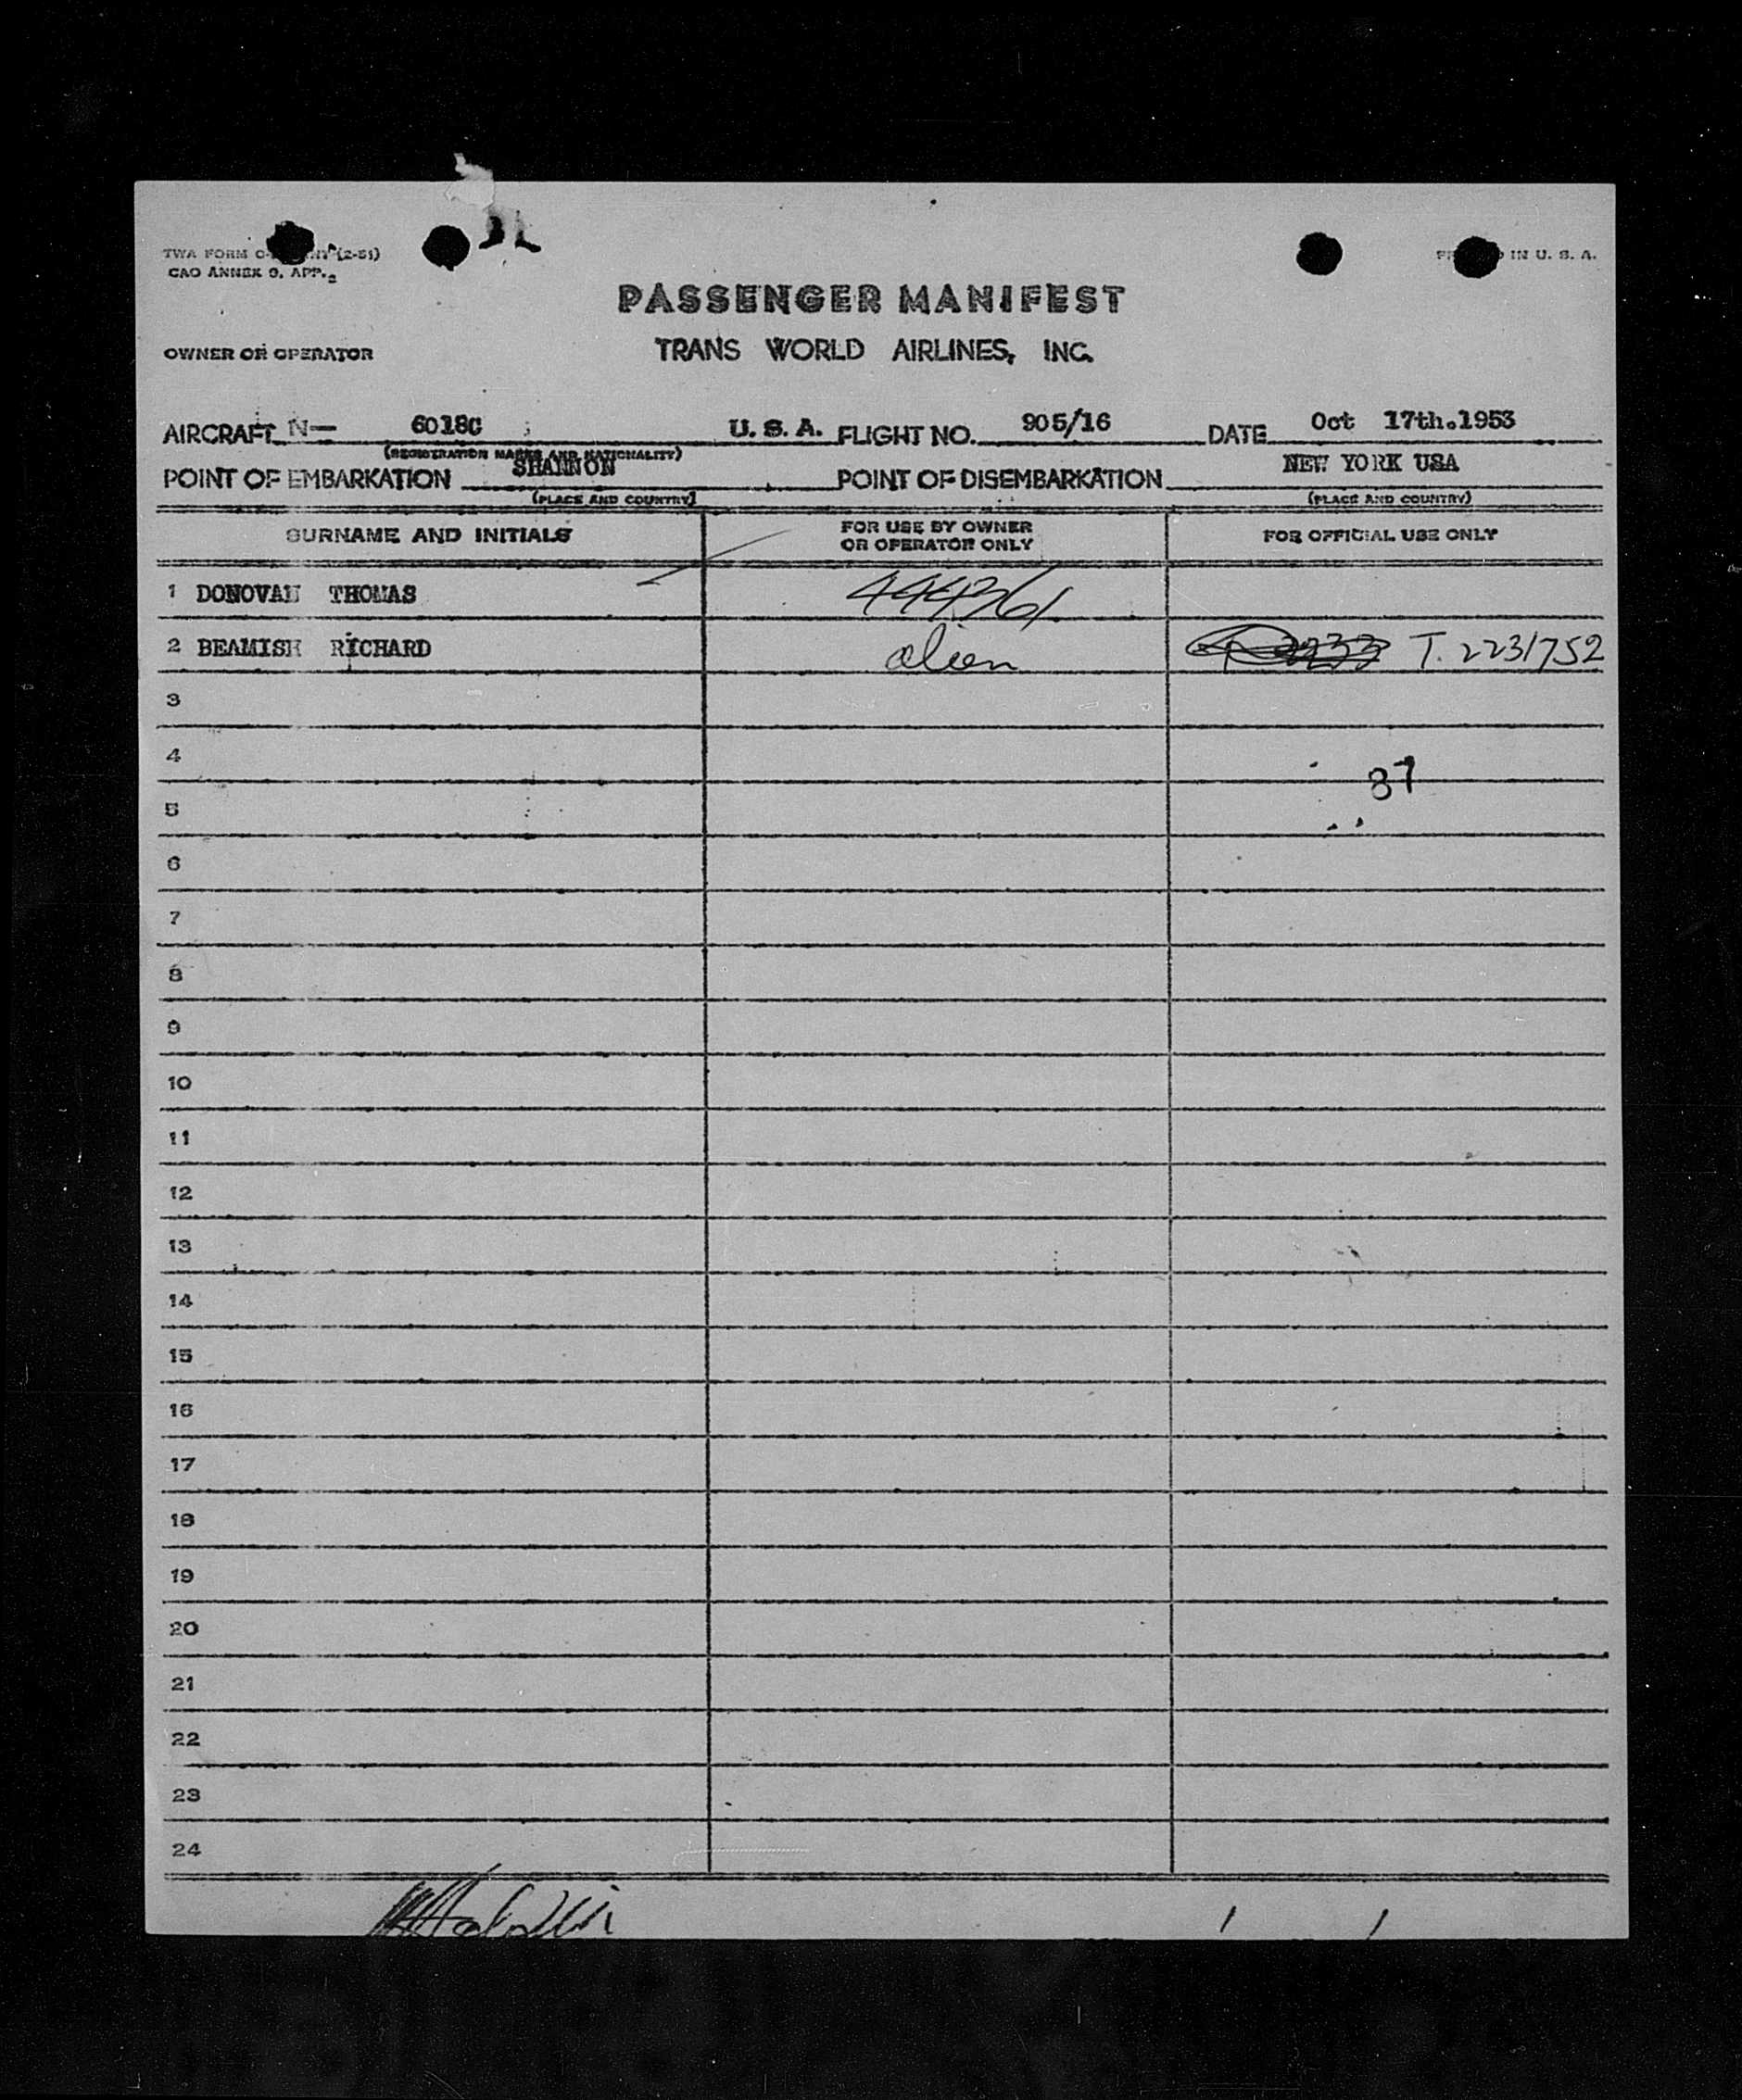 TWA FORM (2-51)
CAO ANNEX 9. APP. 2
IN U. S. A.
PASSENGER MANIFEST
OWNER OR OPERATOR TRANS WORLD AIRLINES, INC.
AIRCRAFT N- 6018C U. S. A. FLIGHT NO. 905/16 DATE Oct 17th.1953
(REGISTRATION MARKS AND NATIONALITY)
POINT OF EMBARKATION SHANNON POINT OF DISEMBARKATION NEW YORK USA
(PLACE AND COUNTRY) (PLACE AND COUNTRY)
SURNAME AND INITIALS FOR USE BY OWNER OR OPERATOR ONLY FOR OFFICIAL USE ONLY
1 DONOVAN THOMAS 444361
2 BEAMISH RICHARD alien T. 2231752
3
4
37
5
6
7
8
9
10
11
12
13
14
15
16
17
18
19
20
21
22
23
24